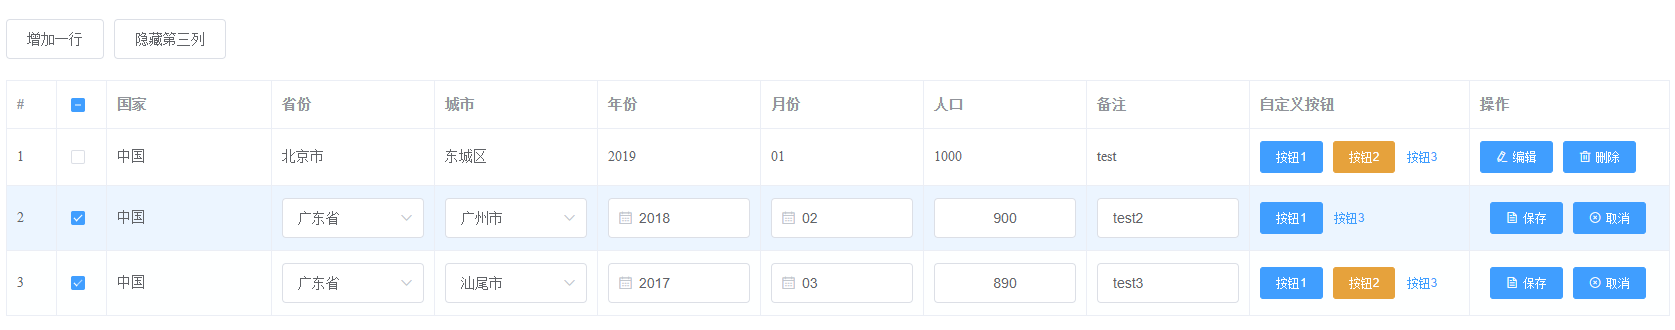 增加一行 隐藏第三列
# 国家 省份 城市 年份 月份 人口 备注 自定义按钮 操作
1 中国 北京市 东城区 2019 01 1000 test 按钮1 按钮2 按钮3 编辑 删除
2 中国 广东省 广州市 2018 02 900 test2 按钮1 按钮3 保存 取消
3 中国 广东省 汕尾市 2017 03 890 test3 按钮1 按钮2 按钮3 保存 取消